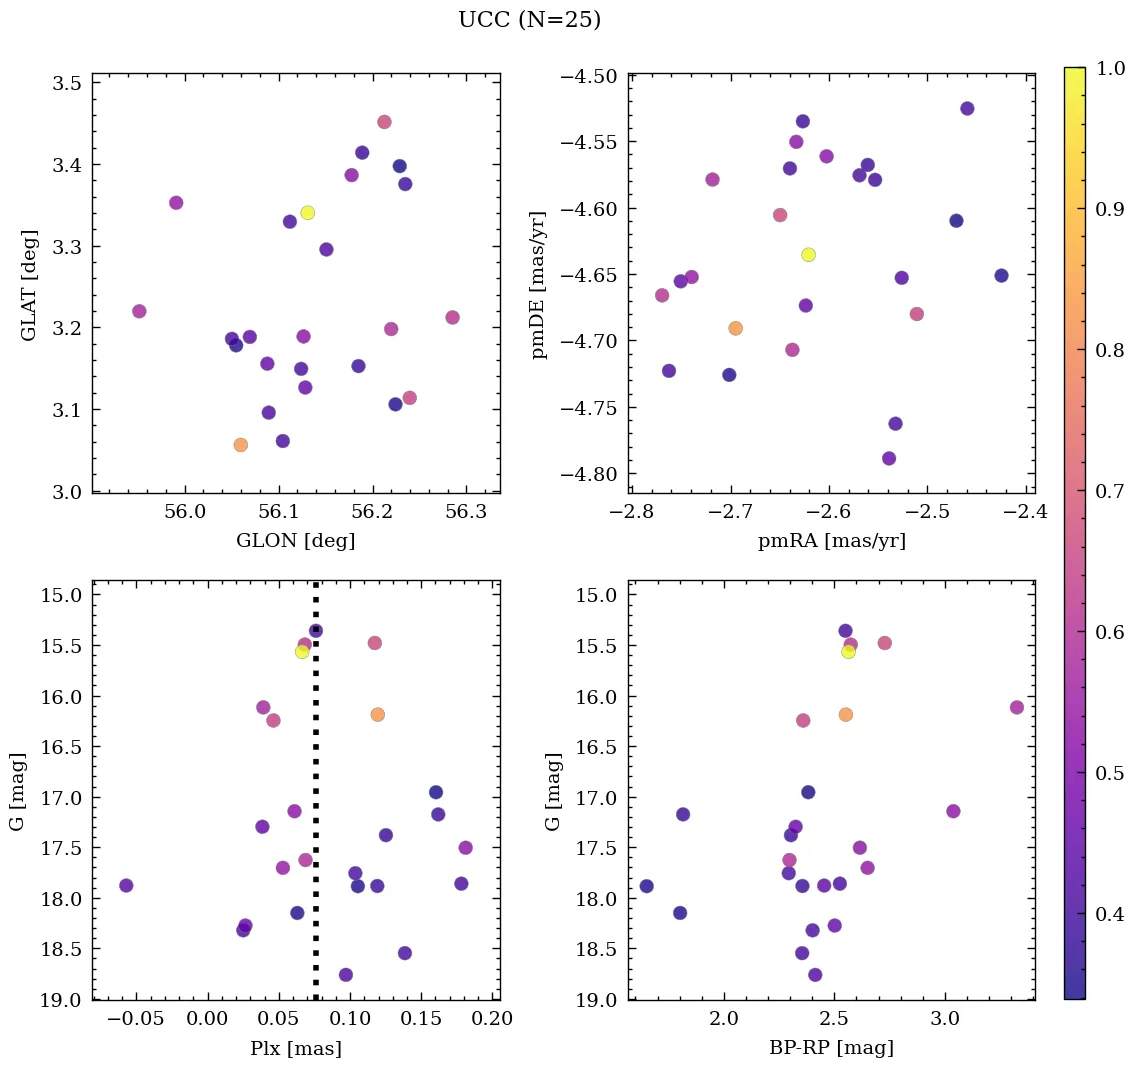 UCC (N=25)
3.5
3.4
3.3
3.2
3.1
3.0
GLAT [deg]
56.0 56.1 56.2 56.3
GLON [deg]
−4.50
−4.55
−4.60
−4.65
−4.70
−4.75
−4.80
pmDE [mas/yr]
−2.8 −2.7 −2.6 −2.5 −2.4
pmRA [mas/yr]
15.0
15.5
16.0
16.5
17.0
17.5
18.0
18.5
19.0
G [mag]
−0.05 0.00 0.05 0.10 0.15 0.20
Plx [mas]
15.0
15.5
16.0
16.5
17.0
17.5
18.0
18.5
19.0
G [mag]
2.0 2.5 3.0
BP-RP [mag]
1.0
0.9
0.8
0.7
0.6
0.5
0.4